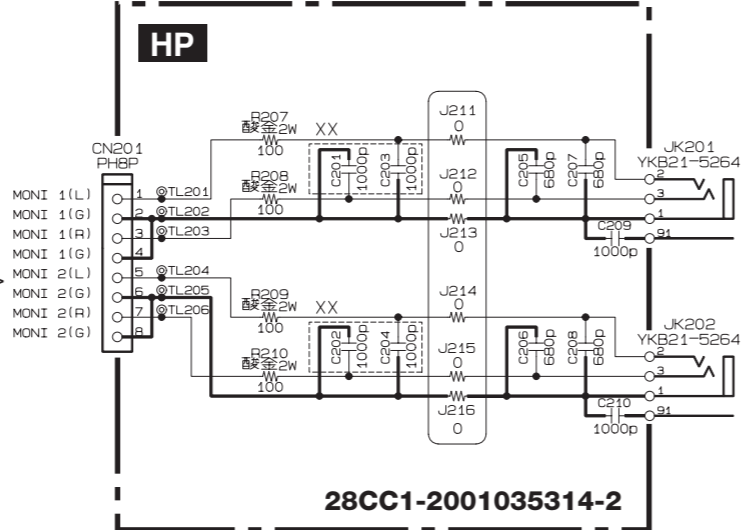 HP
CN201
PH8P
MONI 1(L)
MONI 1(G)
MONI 1(R)
MONI 1(G)
MONI 2(L)
MONI 2(G)
MONI 2(R)
MONI 2(G)
1
2
3
4
5
6
7
8
TL201
TL202
TL203
TL204
TL205
TL206
R207
酸金2W
100
R208
酸金2W
100
XX
C201
1000p
C203
1000p
J211
0
J212
0
J213
0
C205
680p
C207
680p
C209
1000p
JK201
YKB21-5264
2
3
1
91
R209
酸金2W
100
R210
酸金2W
100
XX
C202
1000p
C204
1000p
J214
0
J215
0
J216
0
C206
680p
C208
680p
C210
1000p
JK202
YKB21-5264
2
3
1
91
28CC1-2001035314-2